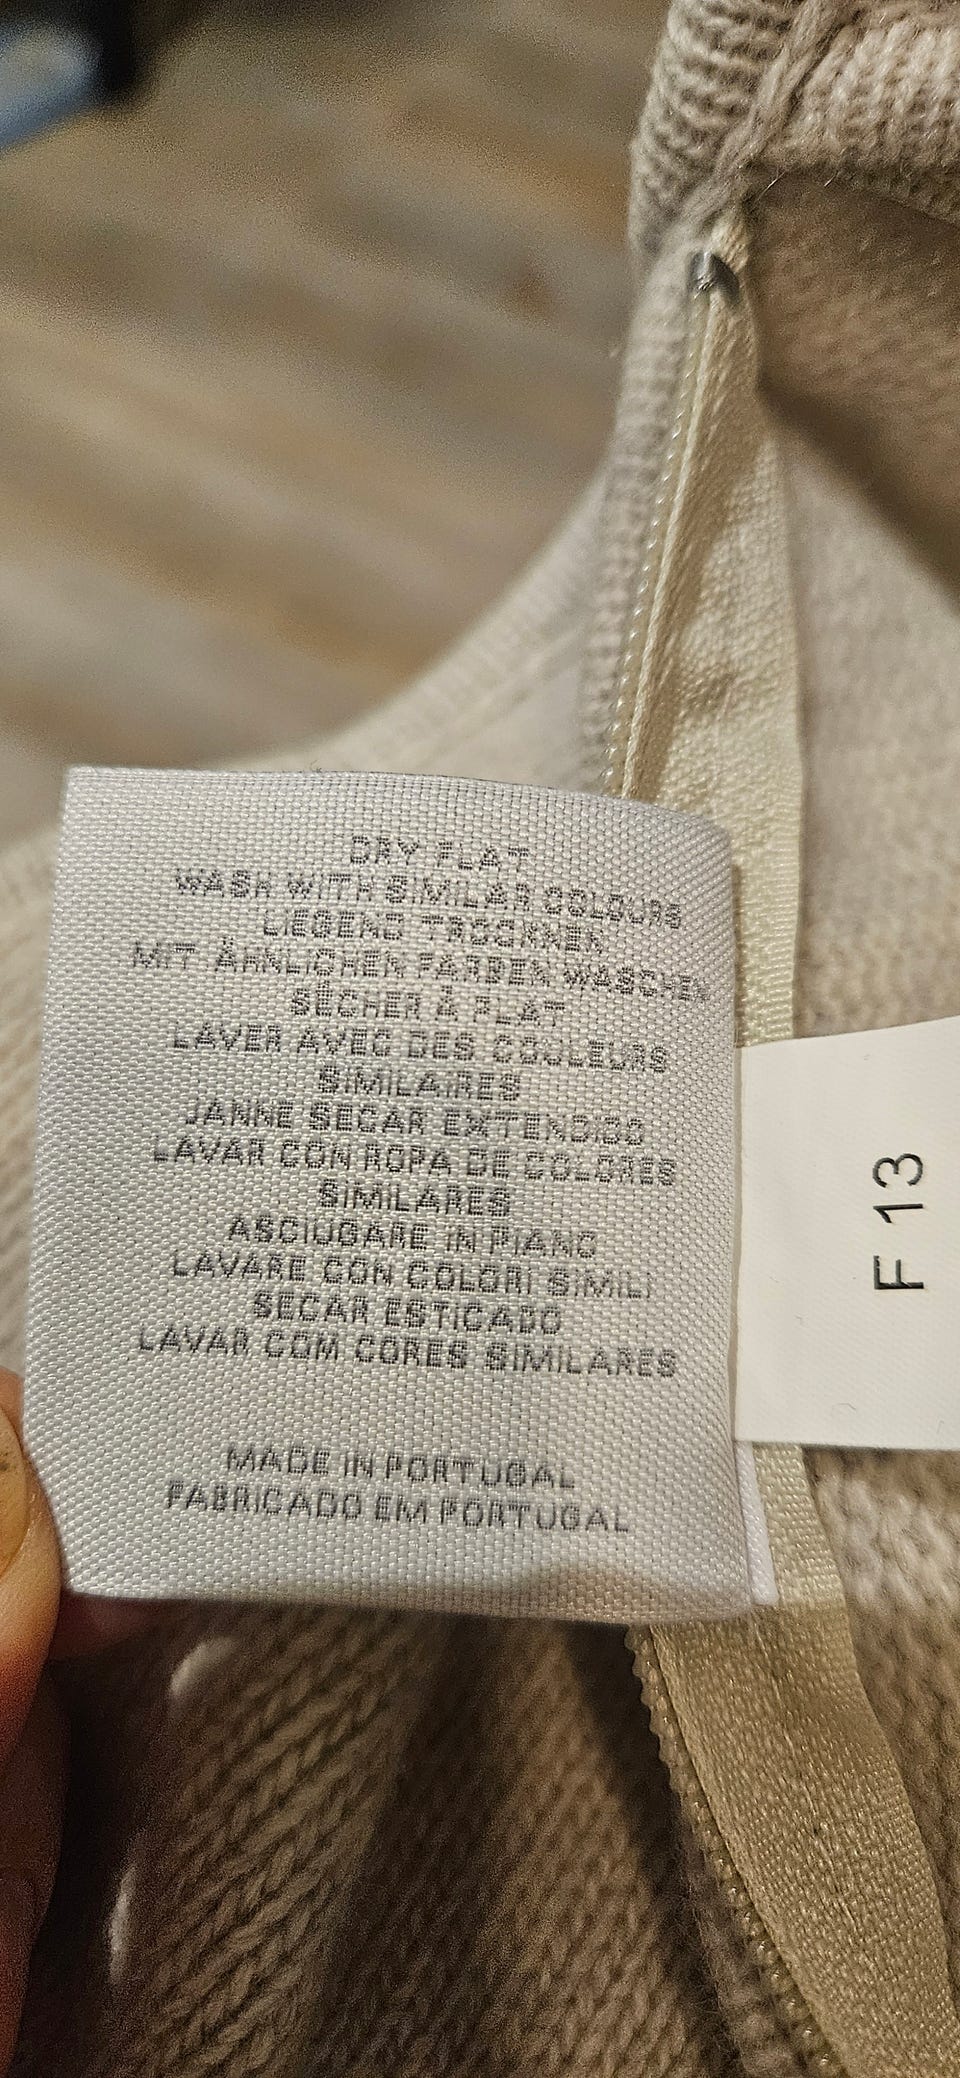 DRY FLAT
WASH WITH SIMILAR COLOURS
LIEGEND TROCKNEN
MIT ÄHNLICHEN FARBEN WASCHEN
SÉCHER À PLAT
LAVER AVEC DES COULEURS
SIMILAIRES
JANNE SECAR EXTENDIDO
LAVAR CON ROPA DE COLORES
SIMILARES
ASCIUGARE IN PIANO
LAVARE CON COLORI SIMILI
SECAR ESTICADO
LAVAR COM CORES SIMILARES
MADE IN PORTUGAL
FABRICADO EM PORTUGAL
F 13